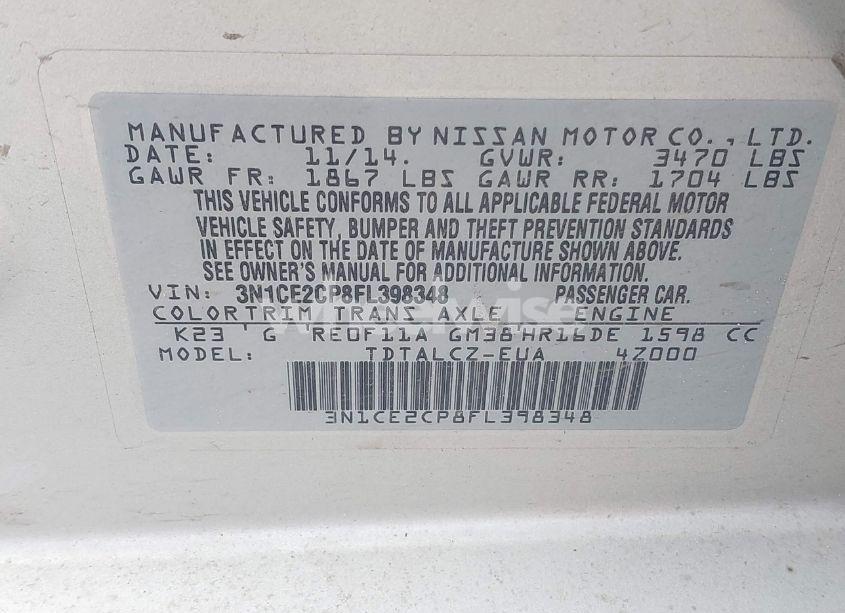 MANUFACTURED BY NISSAN MOTOR CO., LTD.
DATE: 11/14. GVWR: 3470 LBS
GAWR FR: 1867 LBS GAWR RR: 1704 LBS
THIS VEHICLE CONFORMS TO ALL APPLICABLE FEDERAL MOTOR
VEHICLE SAFETY, BUMPER AND THEFT PREVENTION STANDARDS
IN EFFECT ON THE DATE OF MANUFACTURE SHOWN ABOVE.
SEE OWNER'S MANUAL FOR ADDITIONAL INFORMATION
VIN: 3N1CE2CP8FL398348 PASSENGER CAR.
COLOR TRIM TRANS AXLE ENGINE
K23 G RE0F11A GM38 HR16DE 1598 CC
MODEL: TDTALCZ-EUA 4Z000
3N1CE2CP8FL398348